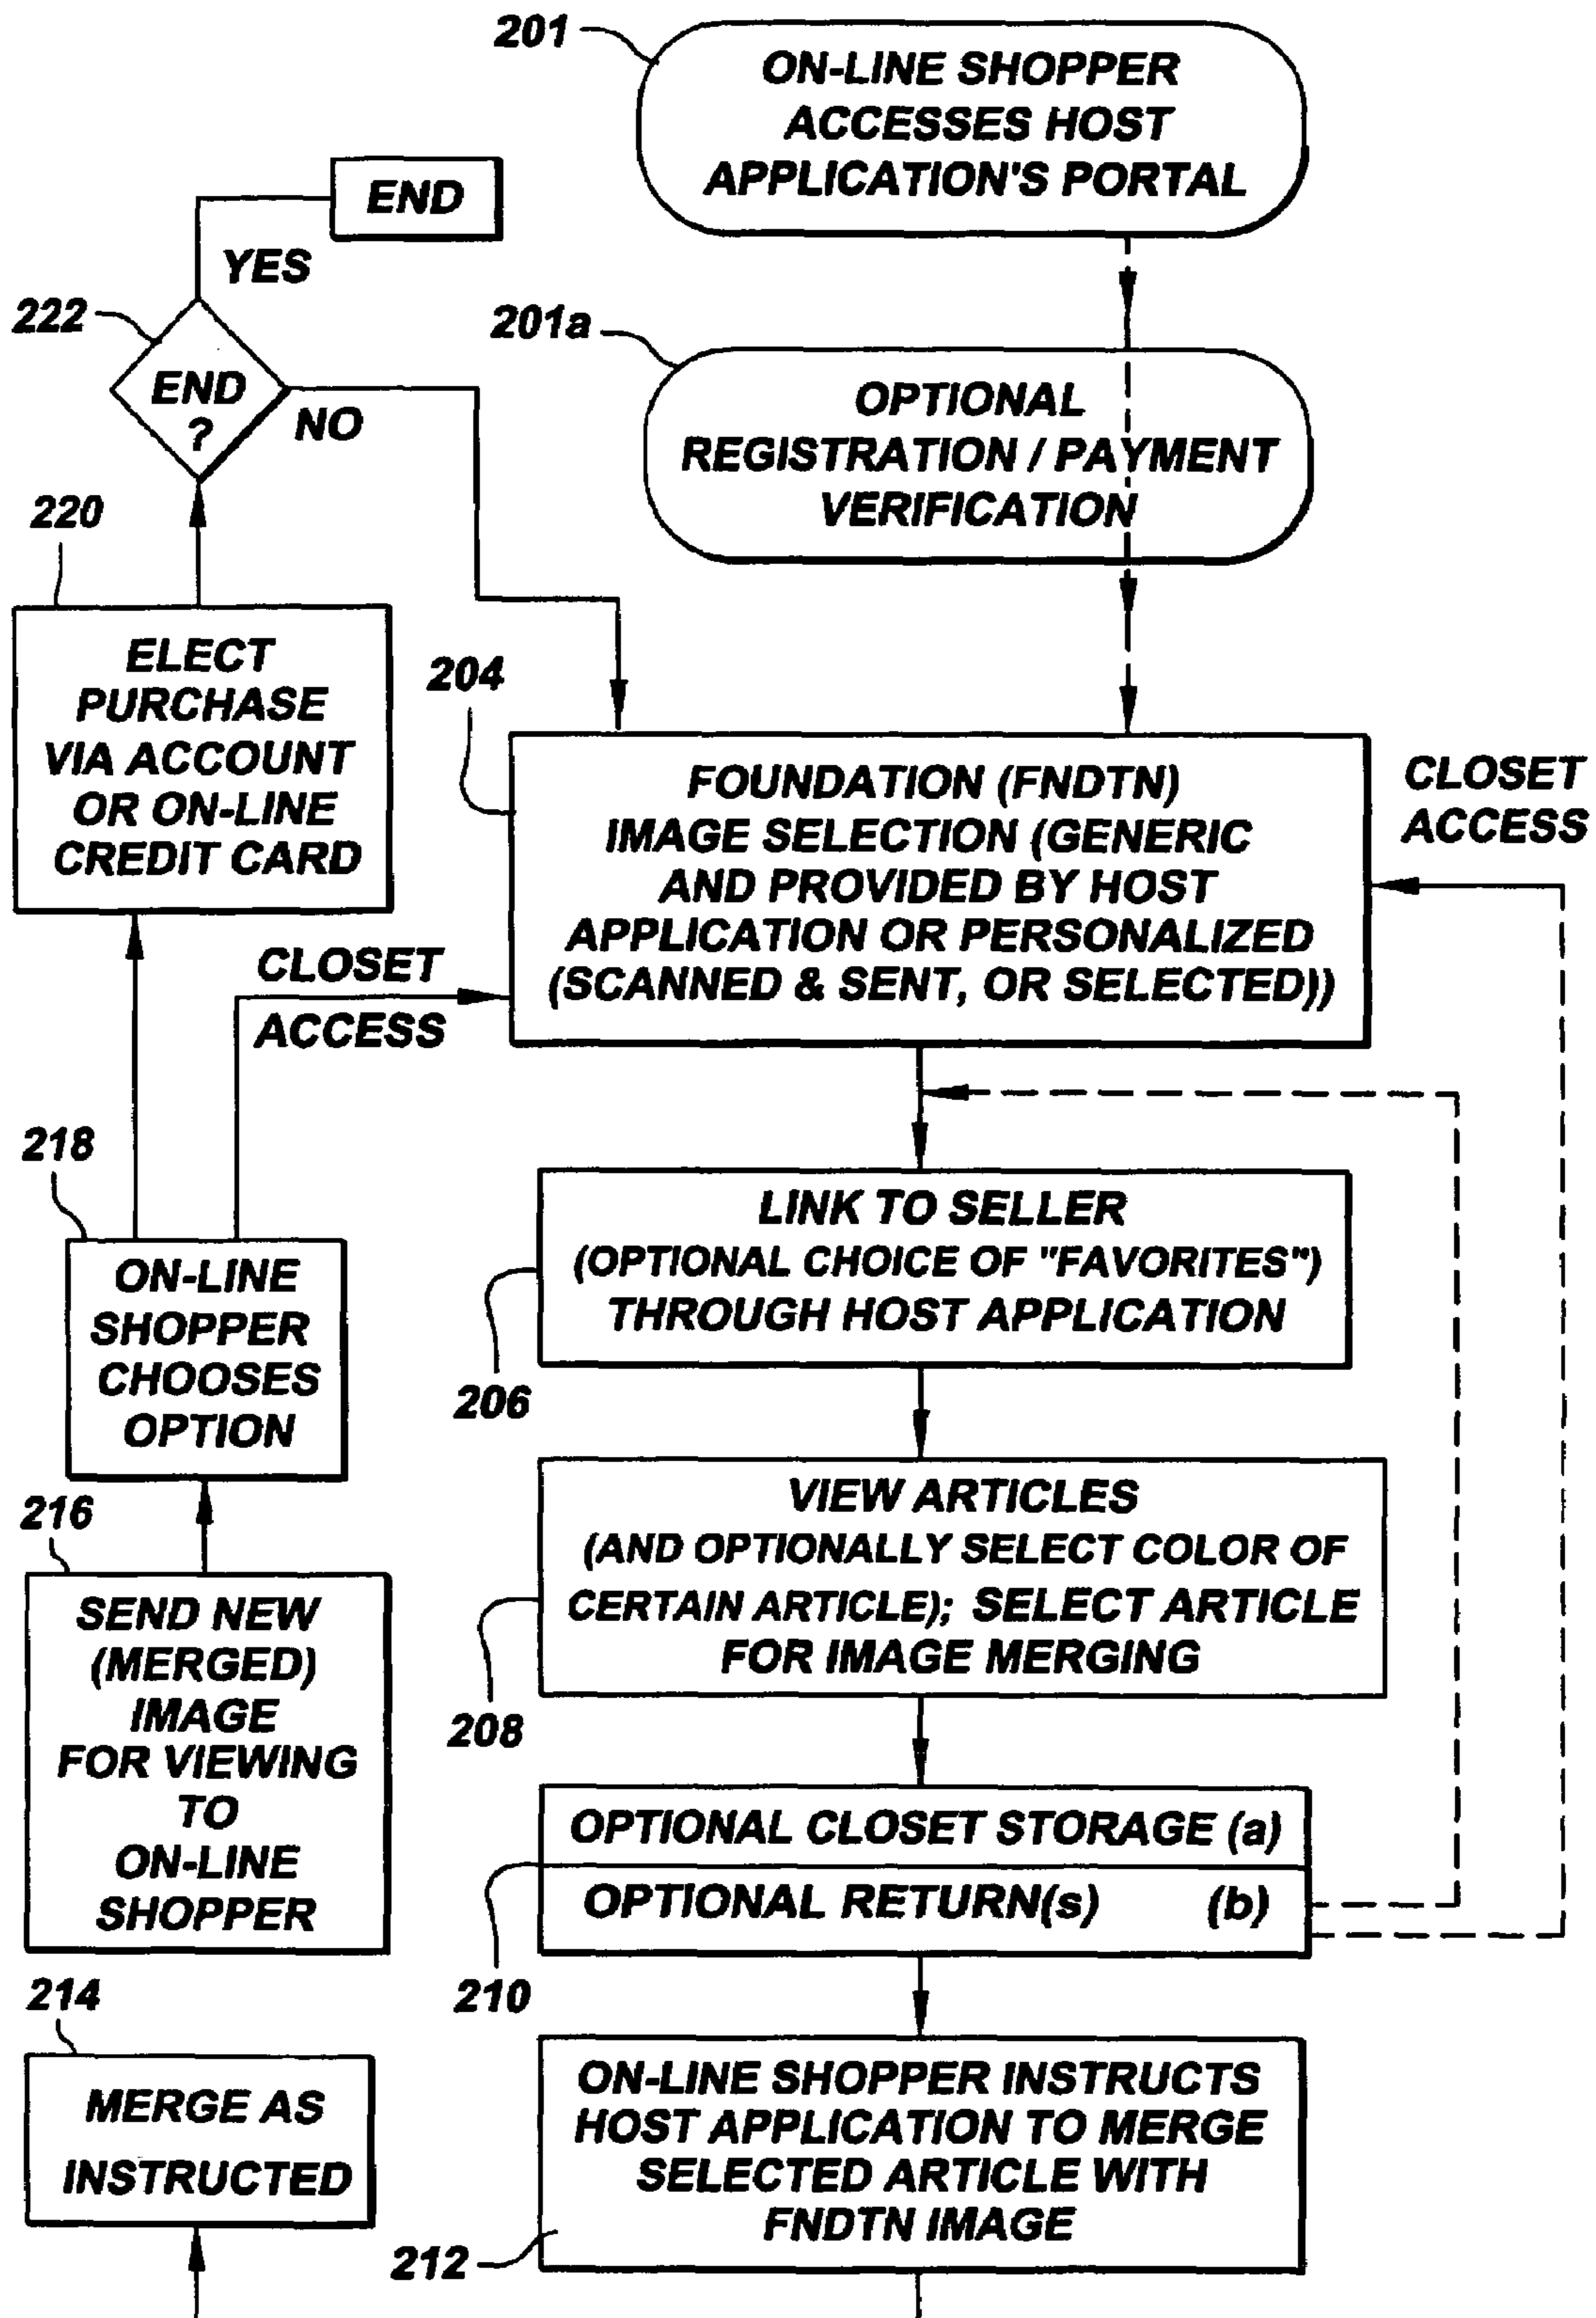 201
ON-LINE SHOPPER
ACCESSES HOST
APPLICATION'S PORTAL
END
YES
222
END
?
NO
201a
OPTIONAL
REGISTRATION / PAYMENT
VERIFICATION
220
ELECT
PURCHASE
VIA ACCOUNT
OR ON-LINE
CREDIT CARD
204
FOUNDATION (FNDTN)
IMAGE SELECTION (GENERIC
AND PROVIDED BY HOST
APPLICATION OR PERSONALIZED
(SCANNED & SENT, OR SELECTED))
CLOSET
ACCESS
CLOSET
ACCESS
218
ON-LINE
SHOPPER
CHOOSES
OPTION
LINK TO SELLER
(OPTIONAL CHOICE OF "FAVORITES")
THROUGH HOST APPLICATION
206
VIEW ARTICLES
(AND OPTIONALLY SELECT COLOR OF
CERTAIN ARTICLE); SELECT ARTICLE
FOR IMAGE MERGING
208
216
SEND NEW
(MERGED)
IMAGE
FOR VIEWING
TO
ON-LINE
SHOPPER
OPTIONAL CLOSET STORAGE (a)
OPTIONAL RETURN(s) (b)
210
214
MERGE AS
INSTRUCTED
ON-LINE SHOPPER INSTRUCTS
HOST APPLICATION TO MERGE
SELECTED ARTICLE WITH
FNDTN IMAGE
212